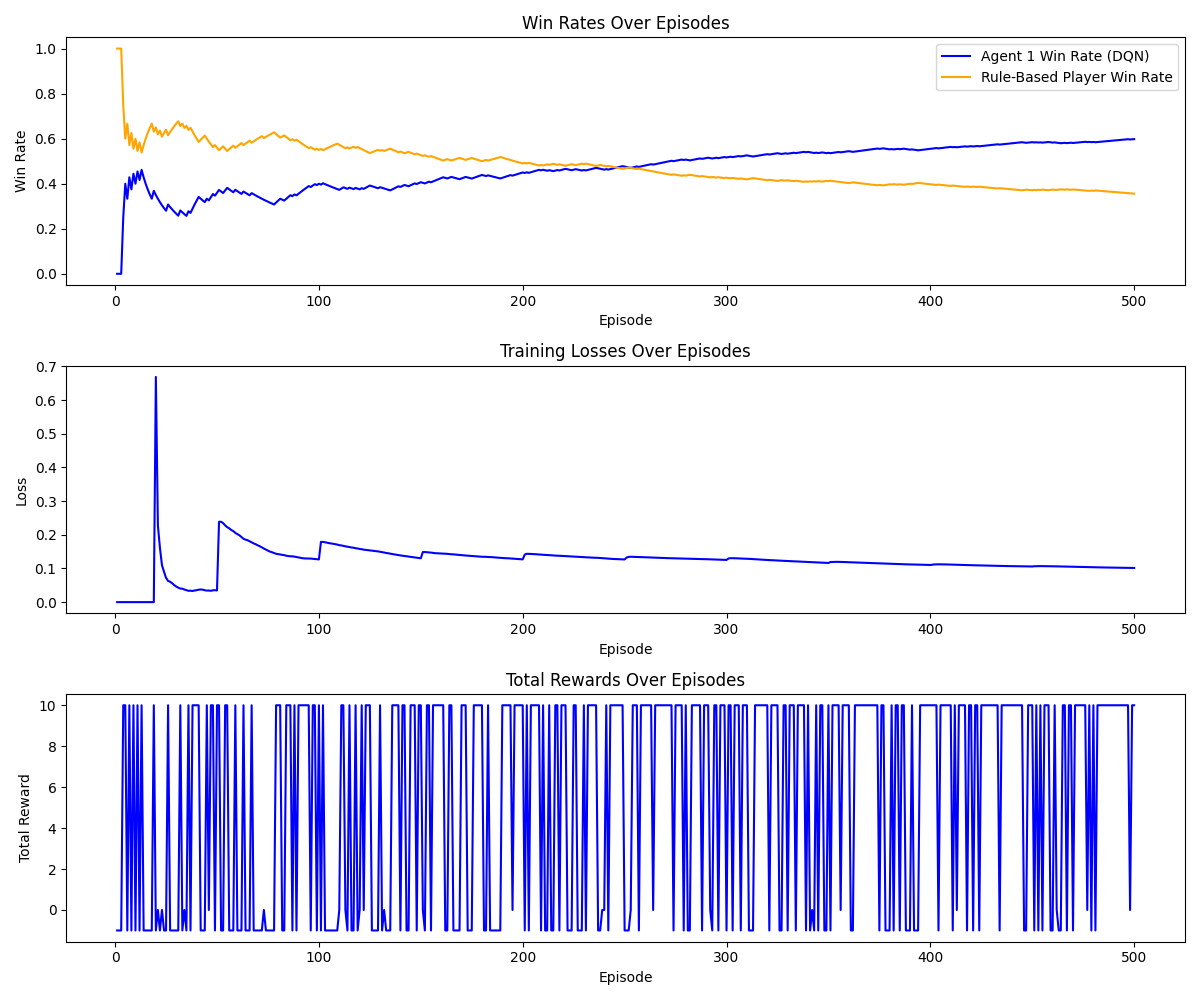 Win Rates Over Episodes
1.0
0.8
0.6
0.4
0.2
0.0
Win Rate
Agent 1 Win Rate (DQN)
Rule-Based Player Win Rate
0 100 200 300 400 500
Episode
Training Losses Over Episodes
0.7
0.6
0.5
0.4
0.3
0.2
0.1
0.0
Loss
0 100 200 300 400 500
Episode
Total Rewards Over Episodes
10
8
6
4
2
0
Total Reward
0 100 200 300 400 500
Episode